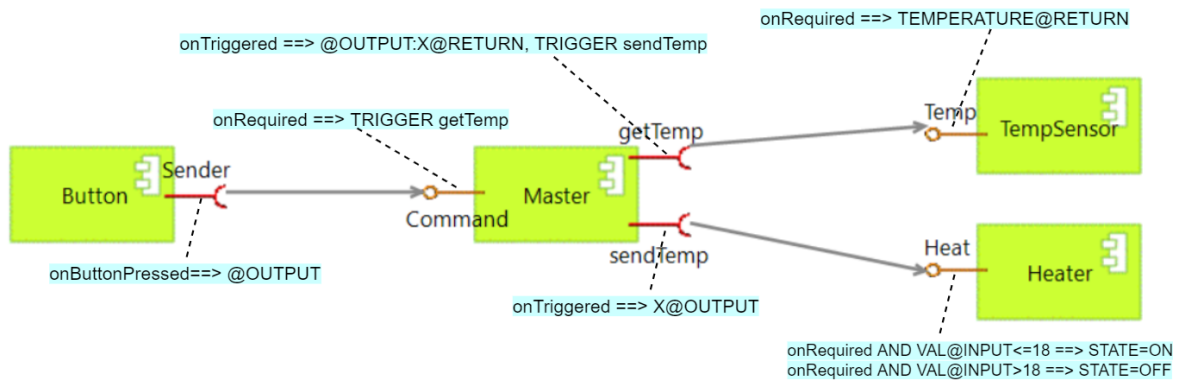 onRequired ==> TEMPERATURE@RETURN
onTriggered ==> @OUTPUT:X@RETURN, TRIGGER sendTemp
onRequired ==> TRIGGER getTemp
getTemp
Temp
TempSensor
Sender
Button
Command
Master
sendTemp
Heat
Heater
onButtonPressed==> @OUTPUT
onTriggered ==> X@OUTPUT
onRequired AND VAL@INPUT<=18 ==> STATE=ON
onRequired AND VAL@INPUT>18 ==> STATE=OFF